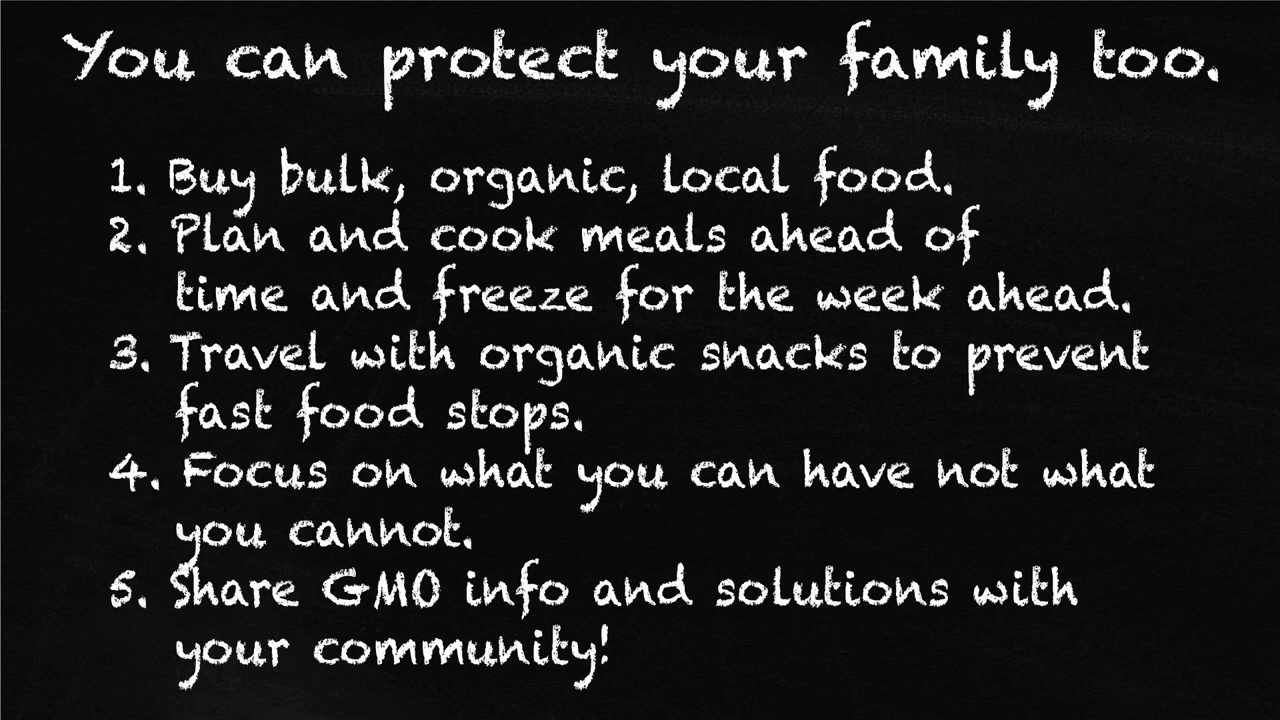 You can protect your family too.
1. Buy bulk, organic, local food.
2. Plan and cook meals ahead of
time and freeze for the week ahead.
3. Travel with organic snacks to prevent
fast food stops.
4. Focus on what you can have not what
you cannot.
5. Share GMO info and solutions with
your community!